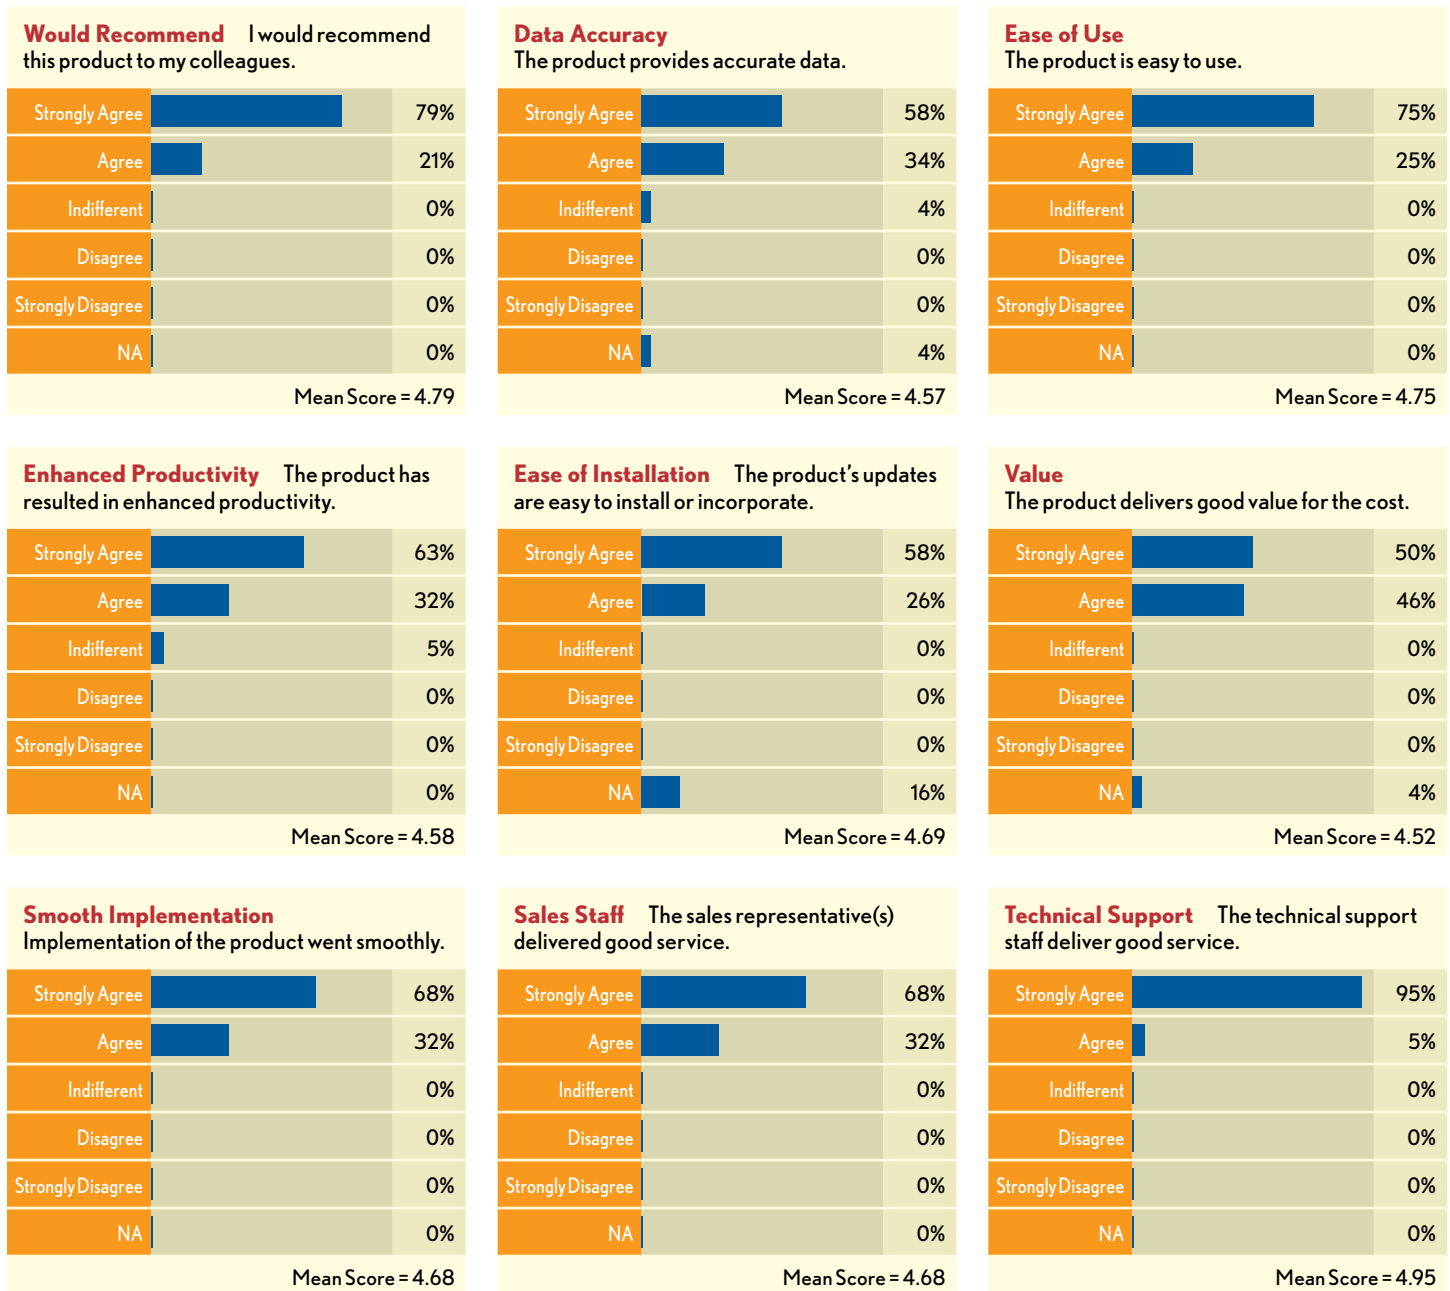 Would Recommend I would recommend
this product to my colleagues.
Strongly Agree 79%
Agree 21%
Indifferent 0%
Disagree 0%
Strongly Disagree 0%
NA 0%
Mean Score = 4.79
Data Accuracy
The product provides accurate data.
Strongly Agree 58%
Agree 34%
Indifferent 4%
Disagree 0%
Strongly Disagree 0%
NA 4%
Mean Score = 4.57
Ease of Use
The product is easy to use.
Strongly Agree 75%
Agree 25%
Indifferent 0%
Disagree 0%
Strongly Disagree 0%
NA 0%
Mean Score = 4.75
Enhanced Productivity The product has
resulted in enhanced productivity.
Strongly Agree 63%
Agree 32%
Indifferent 5%
Disagree 0%
Strongly Disagree 0%
NA 0%
Mean Score = 4.58
Ease of Installation The product's updates
are easy to install or incorporate.
Strongly Agree 58%
Agree 26%
Indifferent 0%
Disagree 0%
Strongly Disagree 0%
NA 16%
Mean Score = 4.69
Value
The product delivers good value for the cost.
Strongly Agree 50%
Agree 46%
Indifferent 0%
Disagree 0%
Strongly Disagree 0%
NA 4%
Mean Score = 4.52
Smooth Implementation
Implementation of the product went smoothly.
Strongly Agree 68%
Agree 32%
Indifferent 0%
Disagree 0%
Strongly Disagree 0%
NA 0%
Mean Score = 4.68
Sales Staff The sales representative(s)
delivered good service.
Strongly Agree 68%
Agree 32%
Indifferent 0%
Disagree 0%
Strongly Disagree 0%
NA 0%
Mean Score = 4.68
Technical Support The technical support
staff deliver good service.
Strongly Agree 95%
Agree 5%
Indifferent 0%
Disagree 0%
Strongly Disagree 0%
NA 0%
Mean Score = 4.95